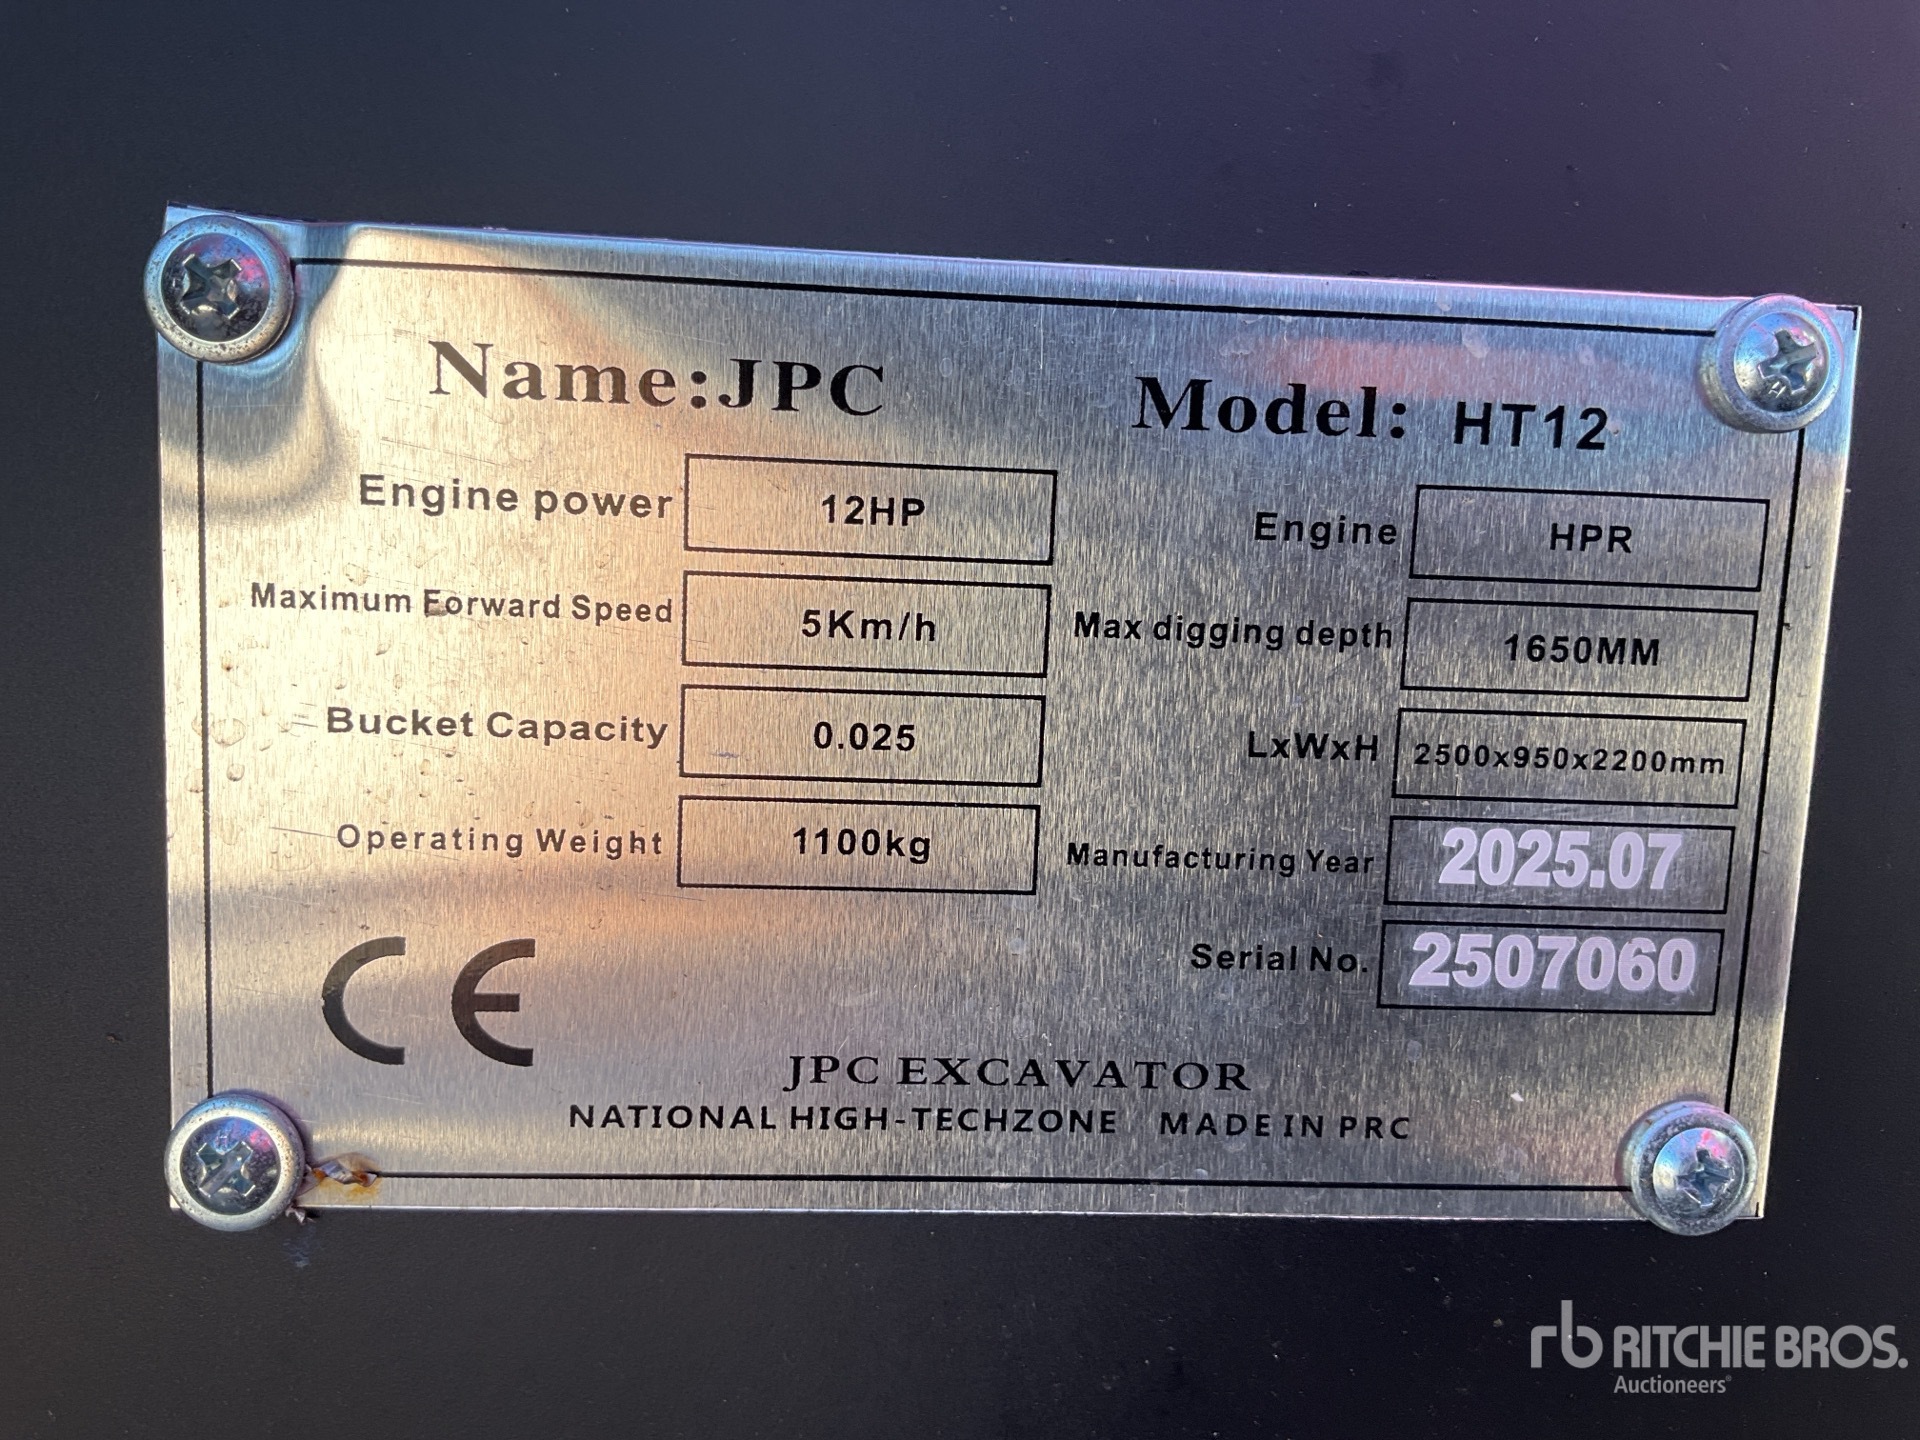 Name:JPC Model: HT12
Engine power 12HP Engine HPR
Maximum Forward Speed 5Km/h Max digging depth 1650MM
Bucket Capacity 0.025 LxWxH 2500x950x2200mm
Operating Weight 1100kg Manufacturing Year 2025.07
Serial No. 2507060
CE
JPC EXCAVATOR
NATIONAL HIGH-TECHZONE MADE IN PRC
rb RITCHIE BROS.
Auctioneers®